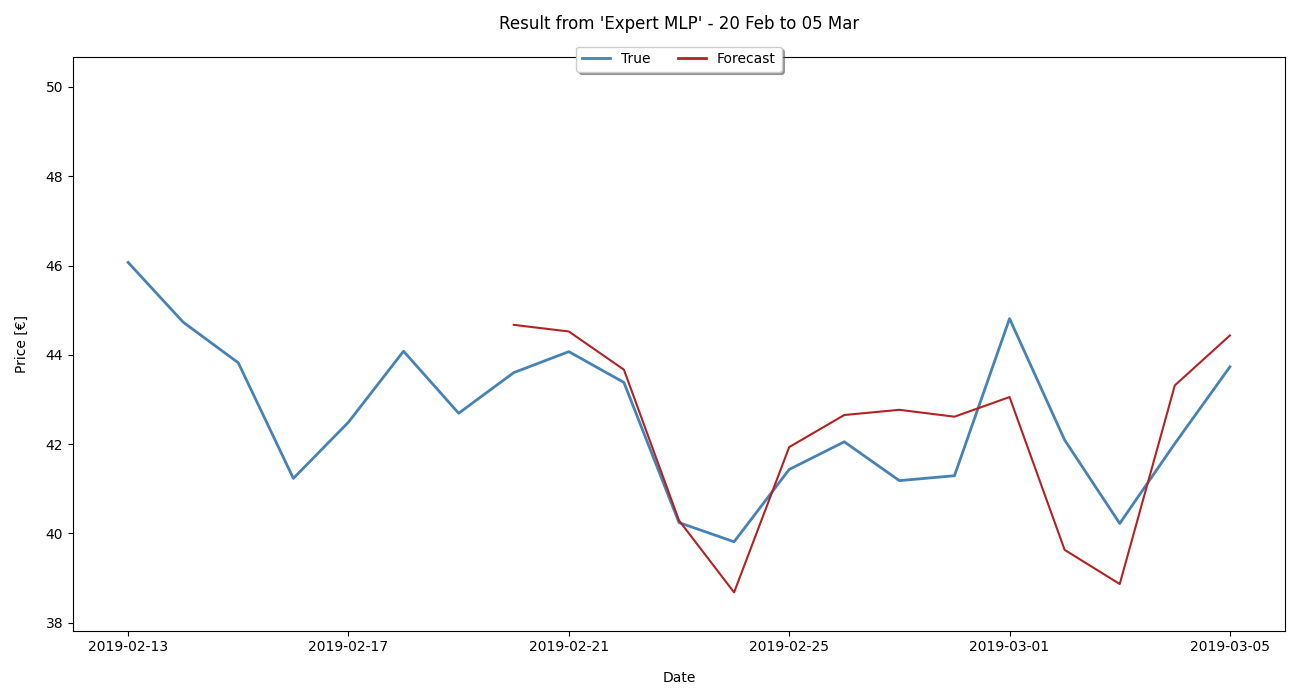 Result from 'Expert MLP' - 20 Feb to 05 Mar
True Forecast
50
48
46
44
42
40
38
Price [€]
2019-02-13 2019-02-17 2019-02-21 2019-02-25 2019-03-01 2019-03-05
Date